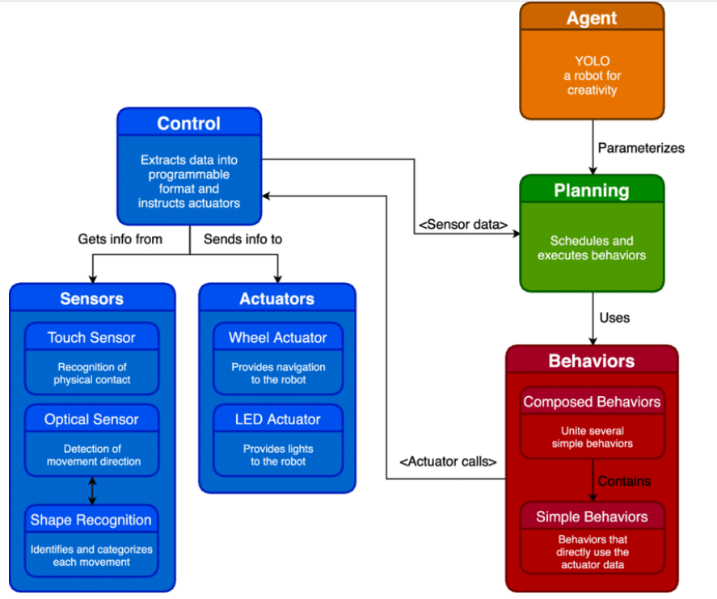 Agent
YOLO
a robot for
creativity
Parameterizes
Control
Extracts data into
programmable
format and
instructs actuators
Planning
Schedules and
executes behaviors
<Sensor data>
Gets info from
Sends info to
Uses
Sensors
Touch Sensor
Recognition of
physical contact
Optical Sensor
Detection of
movement direction
Shape Recognition
Identifies and categorizes
each movement
Actuators
Wheel Actuator
Provides navigation
to the robot
LED Actuator
Provides lights
to the robot
<Actuator calls>
Behaviors
Composed Behaviors
Unite several
simple behaviors
Contains
Simple Behaviors
Behaviors that
directly use the
actuator data